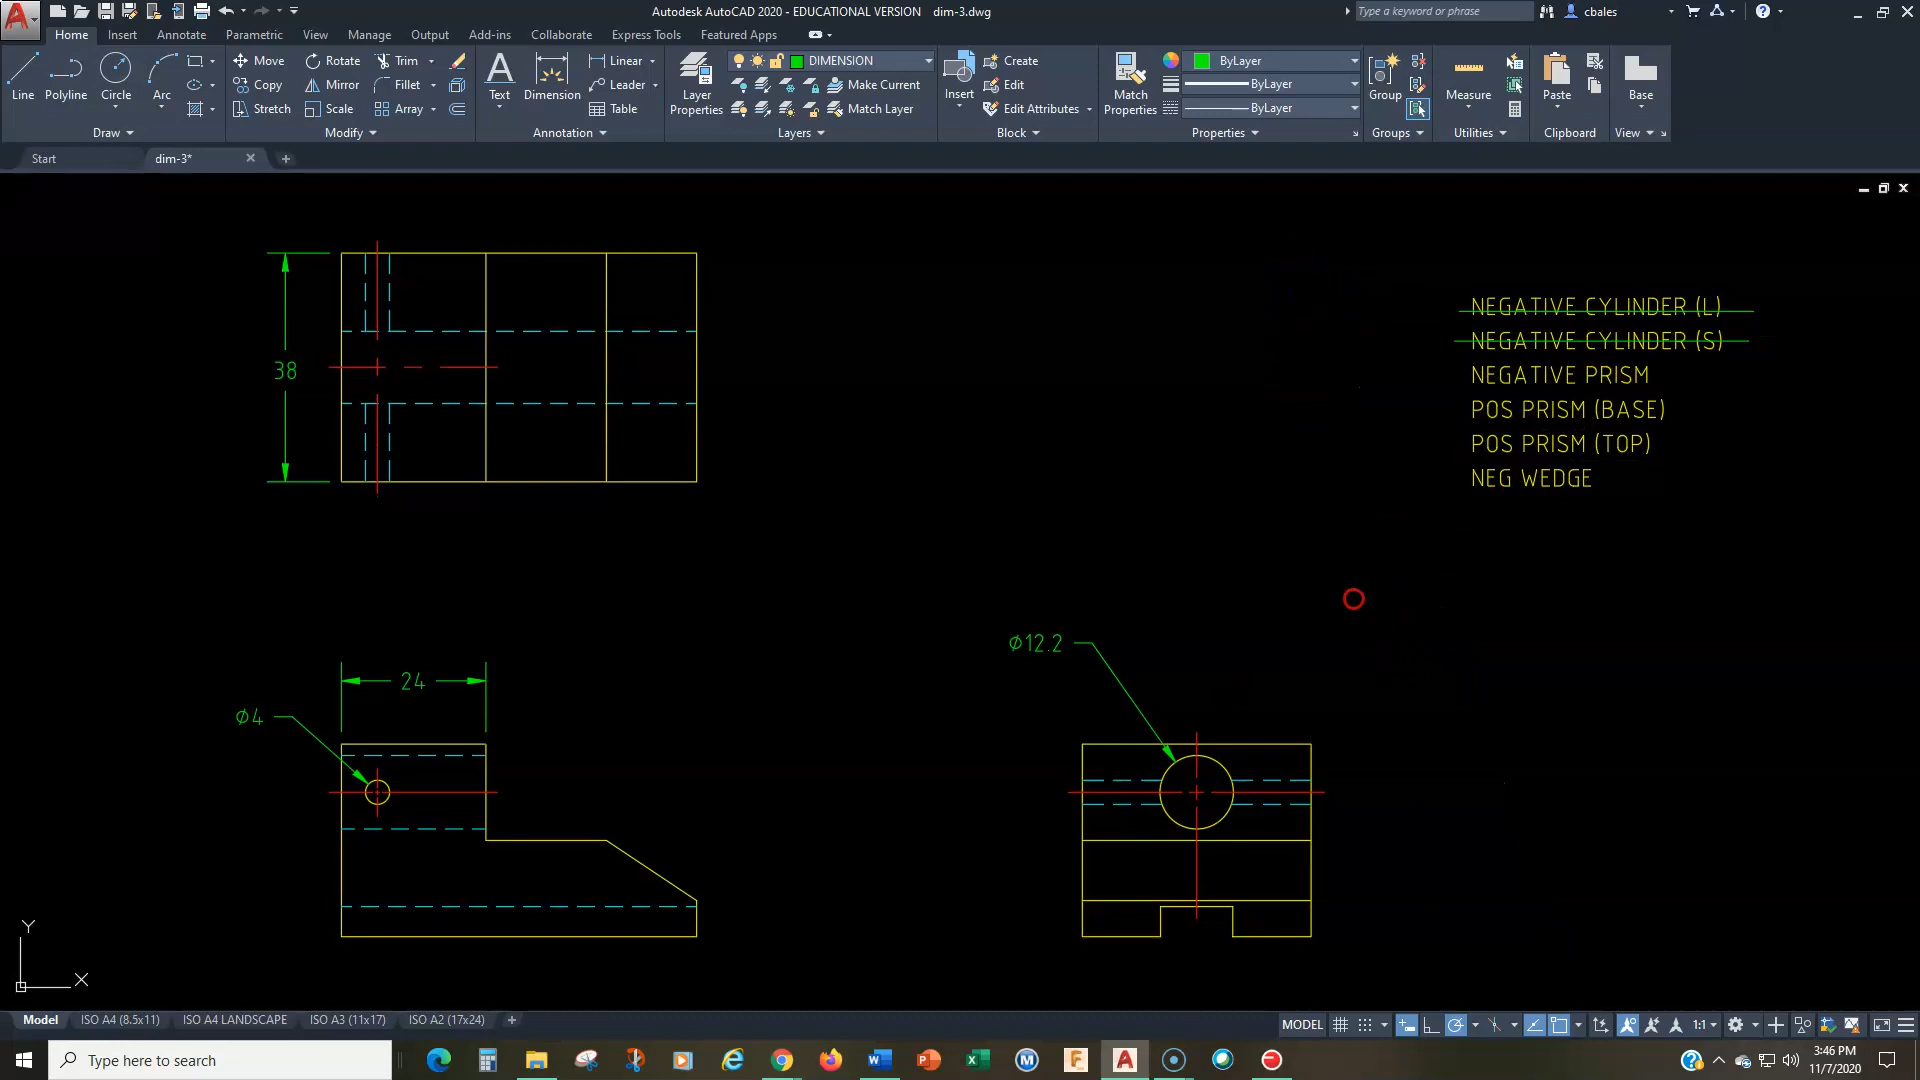 Autodesk AutoCAD 2020 - EDUCATIONAL VERSION dim-3.dwg
Type a keyword or phrase
cbales
Home Insert Annotate Parametric View Manage Output Add-ins Collaborate Express Tools Featured Apps
Move Rotate Trim Linear DIMENSION Create ByLayer
Copy Mirror Fillet Leader Make Current Edit ByLayer
Line Polyline Circle Arc Text Dimension Layer Properties Insert Match Properties Group Measure Paste Base
Stretch Scale Array Table Match Layer Edit Attributes ByLayer
Draw Modify Annotation Layers Block Properties Groups Utilities Clipboard View
Start dim-3*
NEGATIVE CYLINDER (L)
NEGATIVE CYLINDER (S)
NEGATIVE PRISM
POS PRISM (BASE)
POS PRISM (TOP)
NEG WEDGE
38
Ø12.2
24
Ø4
Y
X
Model ISO A4 (8.5x11) ISO A4 LANDSCAPE ISO A3 (11x17) ISO A2 (17x24)
MODEL 1:1
Type here to search
3:46 PM
11/7/2020